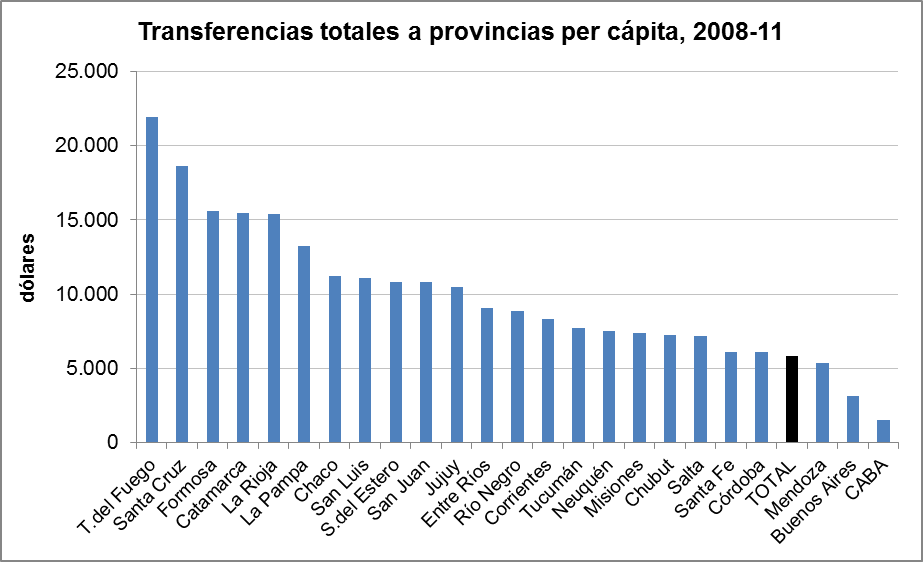 Transferencias totales a provincias per cápita, 2008-11
dólares
25.000
20.000
15.000
10.000
5.000
0
T.del Fuego
Santa Cruz
Formosa
Catamarca
La Rioja
La Pampa
Chaco
San Luis
S.del Estero
San Juan
Jujuy
Entre Ríos
Río Negro
Corrientes
Tucumán
Neuquén
Misiones
Chubut
Salta
Santa Fe
Córdoba
TOTAL
Mendoza
Buenos Aires
CABA